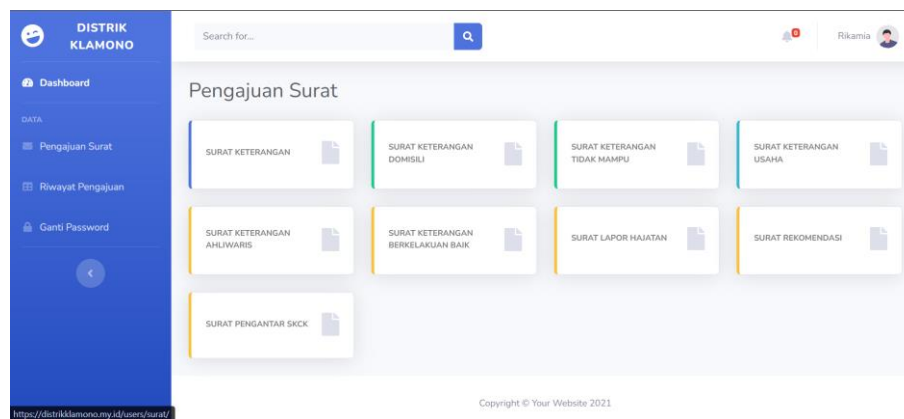 DISTRIK
KLAMONO
Dashboard
DATA
Pengajuan Surat
Riwayat Pengajuan
Ganti Password
https://distrikklamono.my.id/users/surat/
Search for...
0
Rikamia
Pengajuan Surat
SURAT KETERANGAN
SURAT KETERANGAN
DOMISILI
SURAT KETERANGAN
TIDAK MAMPU
SURAT KETERANGAN
USAHA
SURAT KETERANGAN
AHLIWARIS
SURAT KETERANGAN
BERKELAKUAN BAIK
SURAT LAPOR HAJATAN
SURAT REKOMENDASI
SURAT PENGANTAR SKCK
Copyright © Your Website 2021